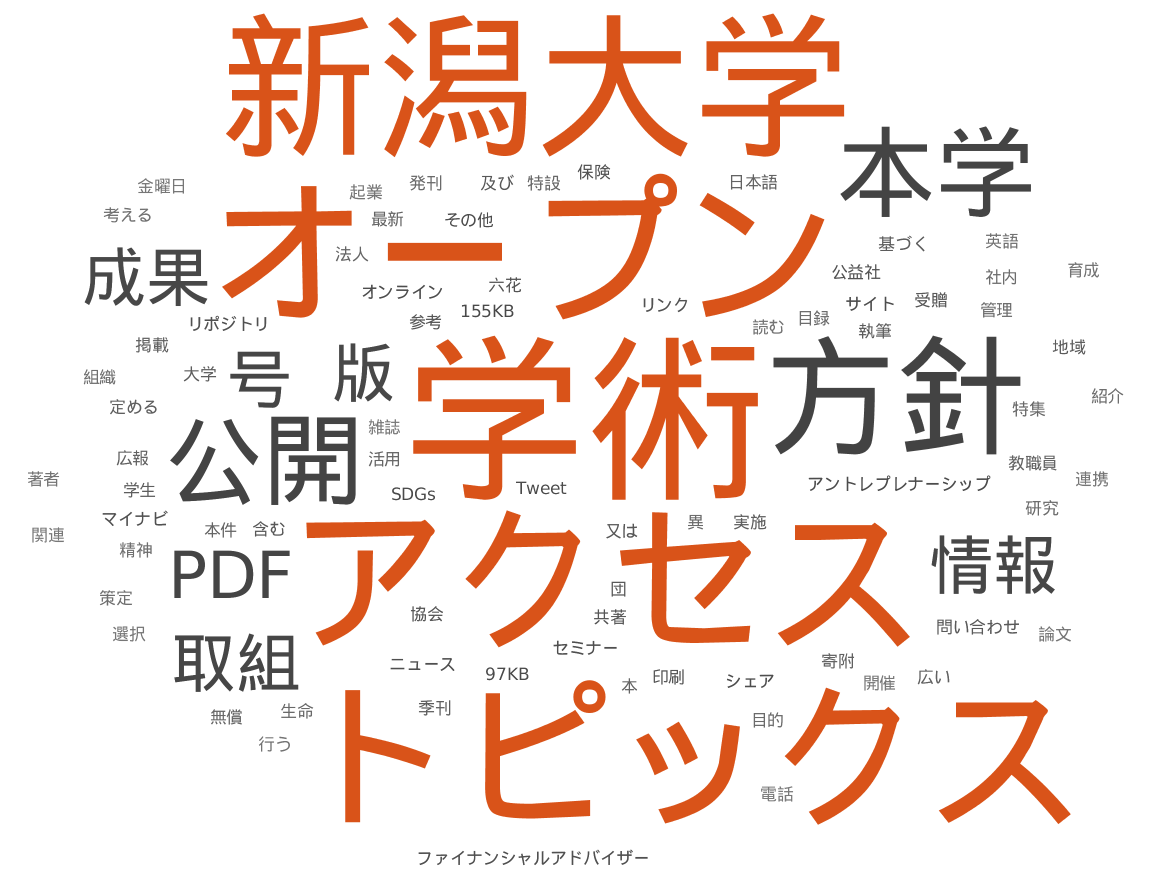 新潟大学
本学
保険
金曜日
起業
発刊
及び
特設
日本語
考える
最新
その他
オープン
成果
法人
基づく
英語
公益社
社内
育成
オンライン
六花
リンク
サイト
受贈
管理
リポジトリ
参考
155KB
読む
目録
執筆
掲載
地域
組織
大学
号
版
学術
方針
定める
特集
紹介
公開
雑誌
広報
活用
教職員
著者
学生
SDGs
Tweet
アントレプレナーシップ
連携
マイナビ
研究
関連
本件
含む
アクセス
又は
異
実施
精神
PDF
情報
策定
団
協会
共著
選択
問い合わせ
論文
取組
セミナー
ニュース
97KB
本
印刷
シェア
寄附
開催
広い
無償
生命
季刊
トピックス
目的
行う
電話
ファイナンシャルアドバイザー